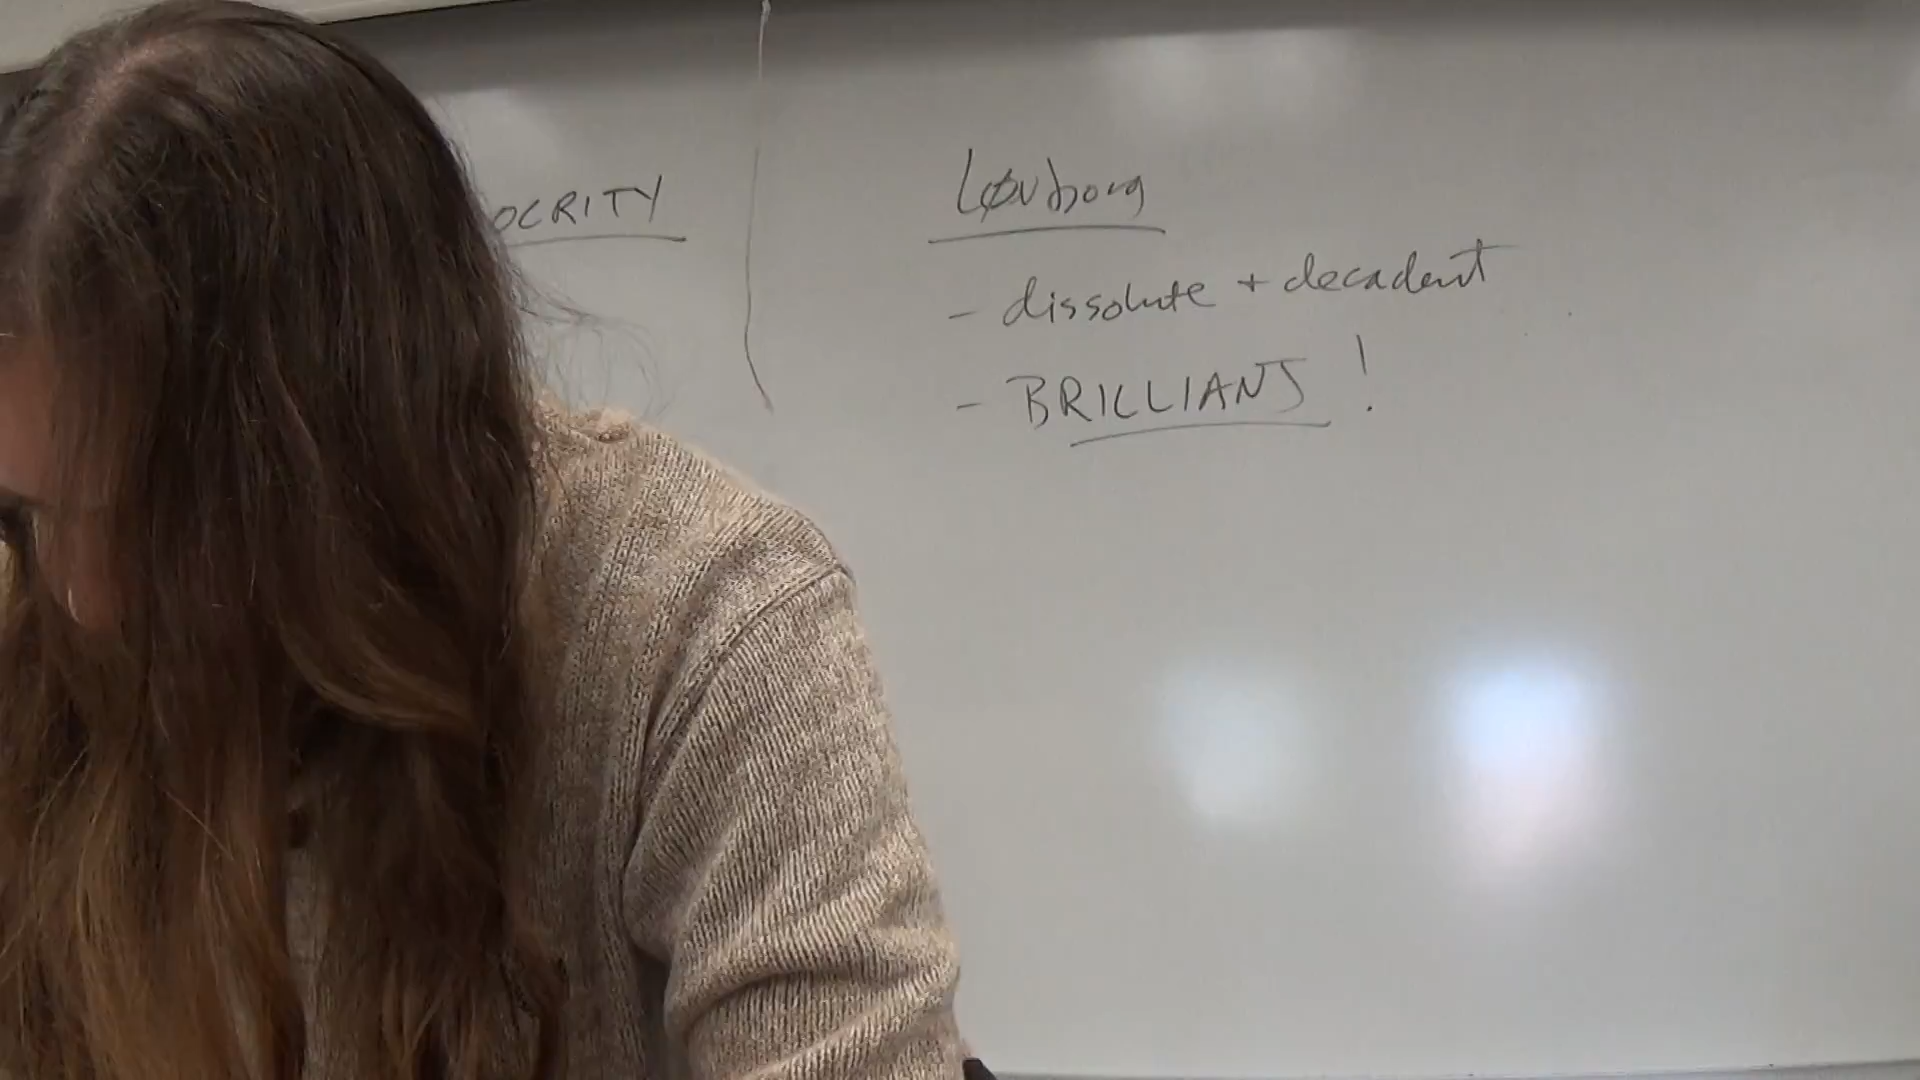 OCRITY
Løvborg
- dissolute + decadent
- BRILLIANT !